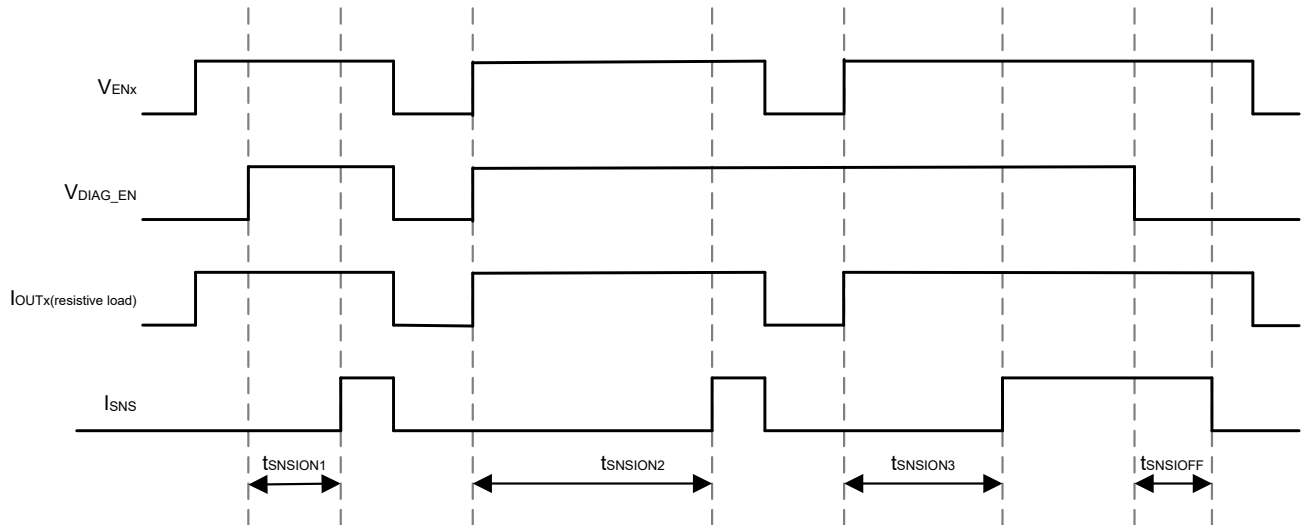 VENx
VDIAG_EN
IOUTx(resistive load)
ISNS
tSNSION1
tSNSION2
tSNSION3
tSNSIOFF